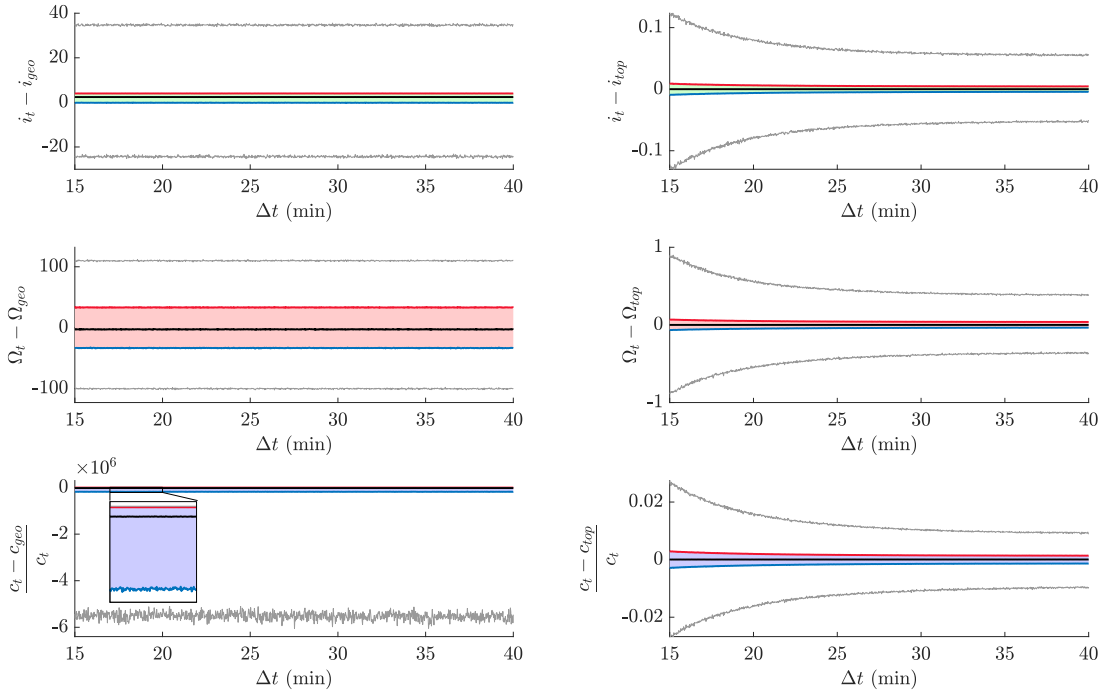 40
20
0
-20
i_t − i_geo
15 20 25 30 35 40
Δt (min)
0.1
0
-0.1
i_t − i_top
15 20 25 30 35 40
Δt (min)
100
0
-100
Ω_t − Ω_geo
15 20 25 30 35 40
Δt (min)
1
0
-1
Ω_t − Ω_top
15 20 25 30 35 40
Δt (min)
×10^6
0
-2
-4
-6
c_t − c_geo
c_t
15 20 25 30 35 40
Δt (min)
0.02
0
-0.02
c_t − c_top
c_t
15 20 25 30 35 40
Δt (min)